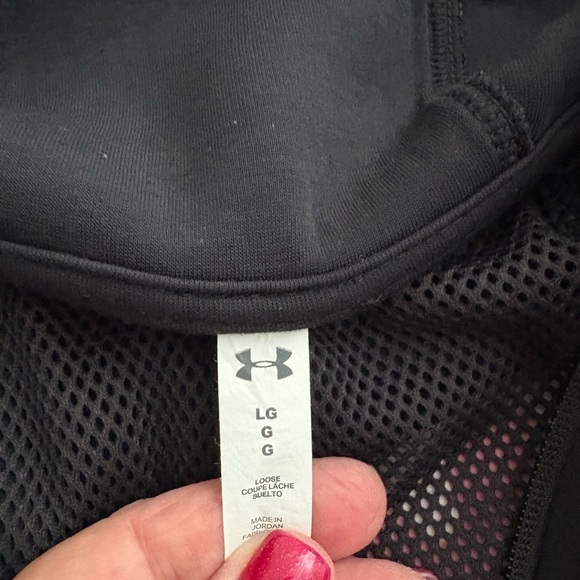 LG
G
G
LOOSE
COUPE LÂCHE
SUELTO
MADE IN
JORDAN